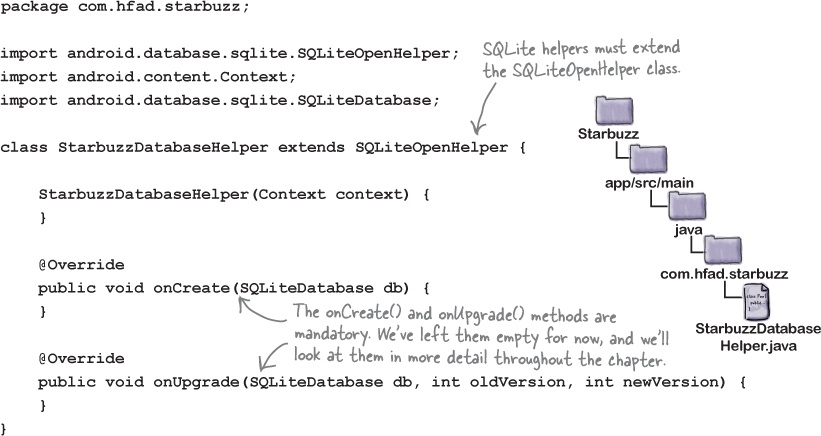 package com.hfad.starbuzz;
import android.database.sqlite.SQLiteOpenHelper;
import android.content.Context;
import android.database.sqlite.SQLiteDatabase;
SQLite helpers must extend
the SQLiteOpenHelper class.
class StarbuzzDatabaseHelper extends SQLiteOpenHelper {
StarbuzzDatabaseHelper(Context context) {
}
@Override
public void onCreate(SQLiteDatabase db) {
}
The onCreate() and onUpgrade() methods are
mandatory. We've left them empty for now, and we'll
look at them in more detail throughout the chapter.
@Override
public void onUpgrade(SQLiteDatabase db, int oldVersion, int newVersion) {
}
}
Starbuzz
app/src/main
java
com.hfad.starbuzz
StarbuzzDatabase
Helper.java